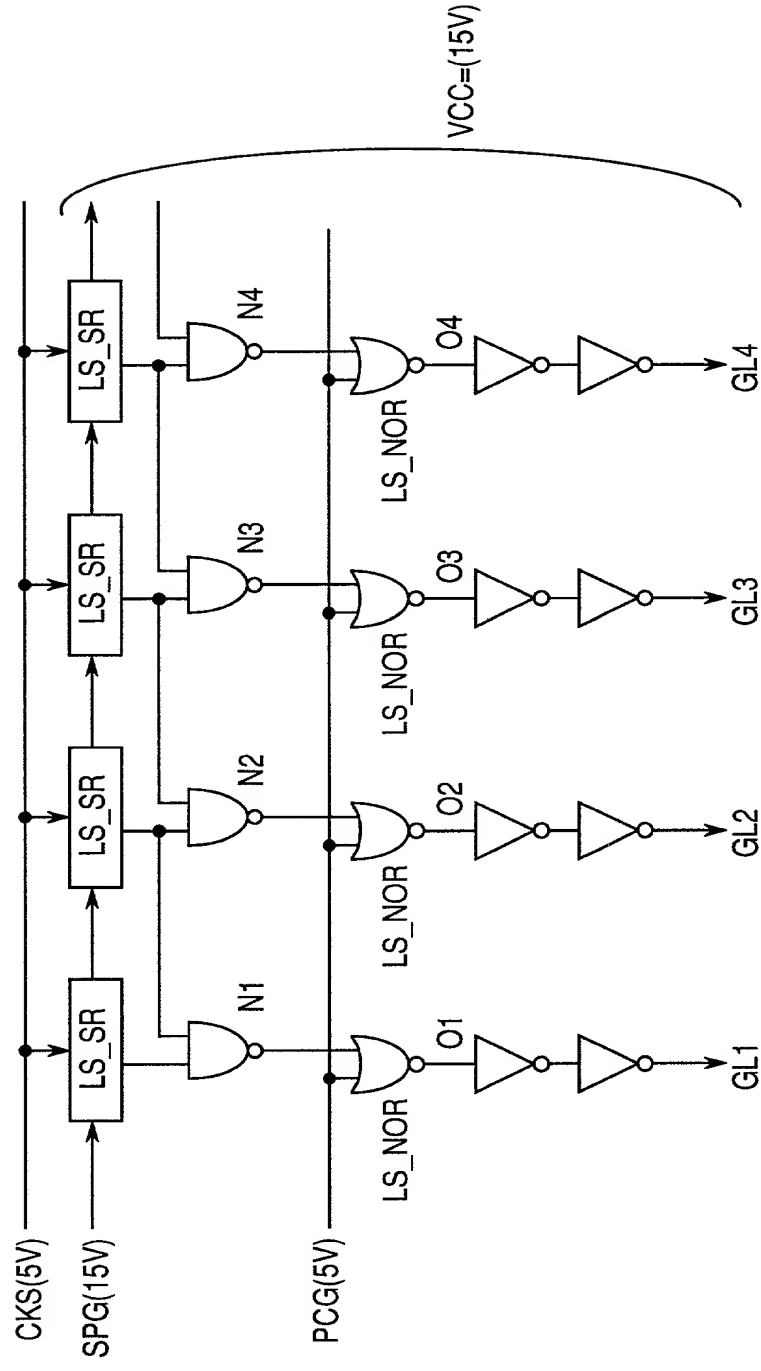 CKS(5V)
SPG(15V)
LS_SR
LS_SR
LS_SR
LS_SR
VCC=(15V)
N1
N2
N3
N4
PCG(5V)
LS_NOR
LS_NOR
LS_NOR
LS_NOR
O1
O2
O3
O4
GL1
GL2
GL3
GL4